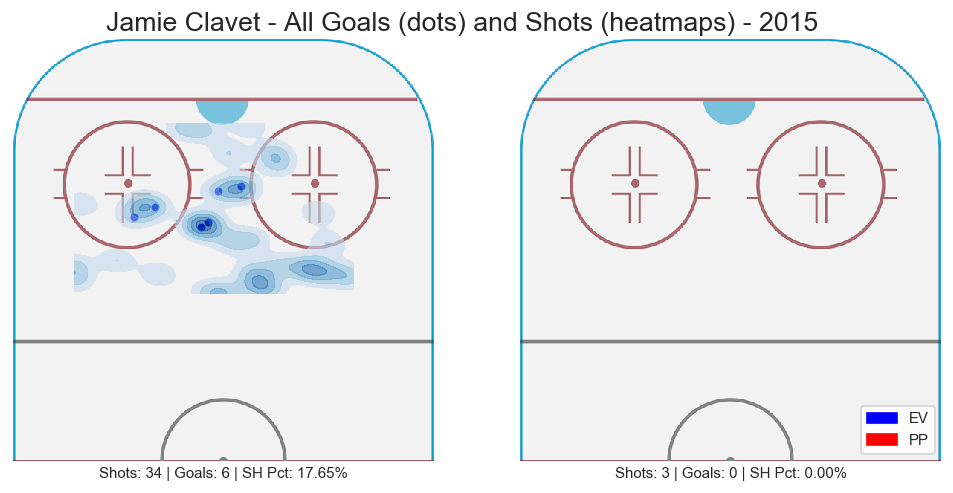 Jamie Clavet - All Goals (dots) and Shots (heatmaps) - 2015
EV
PP
Shots: 34 | Goals: 6 | SH Pct: 17.65%
Shots: 3 | Goals: 0 | SH Pct: 0.00%